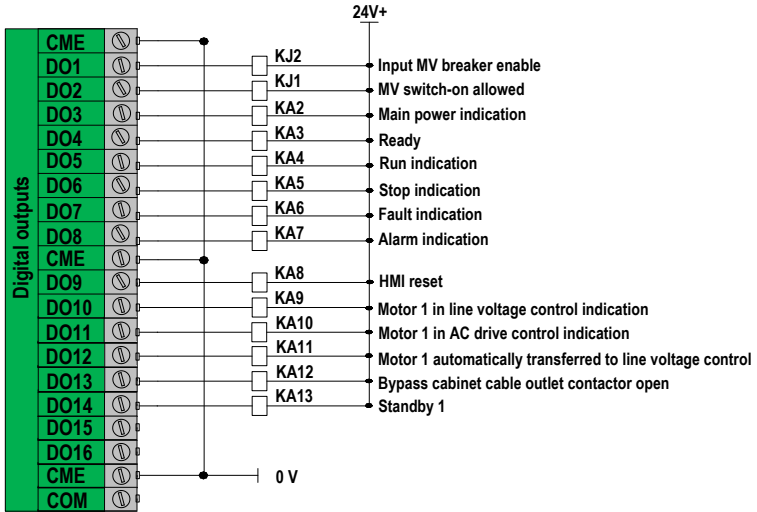 24V+
CME
DO1 KJ2 Input MV breaker enable
DO2 KJ1 MV switch-on allowed
DO3 KA2 Main power indication
DO4 KA3 Ready
DO5 KA4 Run indication
DO6 KA5 Stop indication
DO7 KA6 Fault indication
DO8 KA7 Alarm indication
CME
DO9 KA8 HMI reset
DO10 KA9 Motor 1 in line voltage control indication
DO11 KA10 Motor 1 in AC drive control indication
DO12 KA11 Motor 1 automatically transferred to line voltage control
DO13 KA12 Bypass cabinet cable outlet contactor open
DO14 KA13 Standby 1
DO15
DO16
CME 0 V
COM
Digital outputs